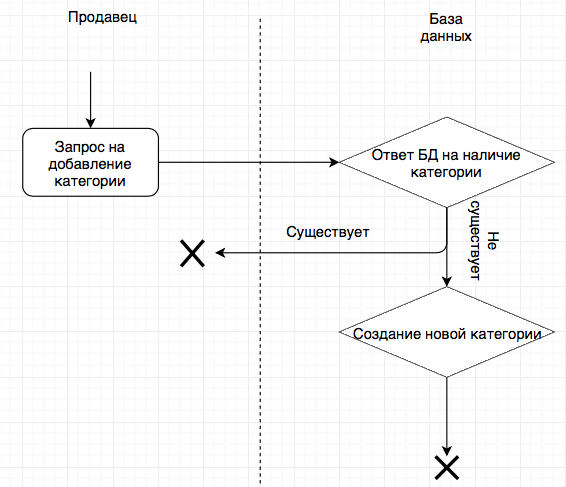 Продавец
База
данных
Запрос на
добавление
категории
Ответ БД на наличие
категории
Существует
Не
существует
Создание новой категории